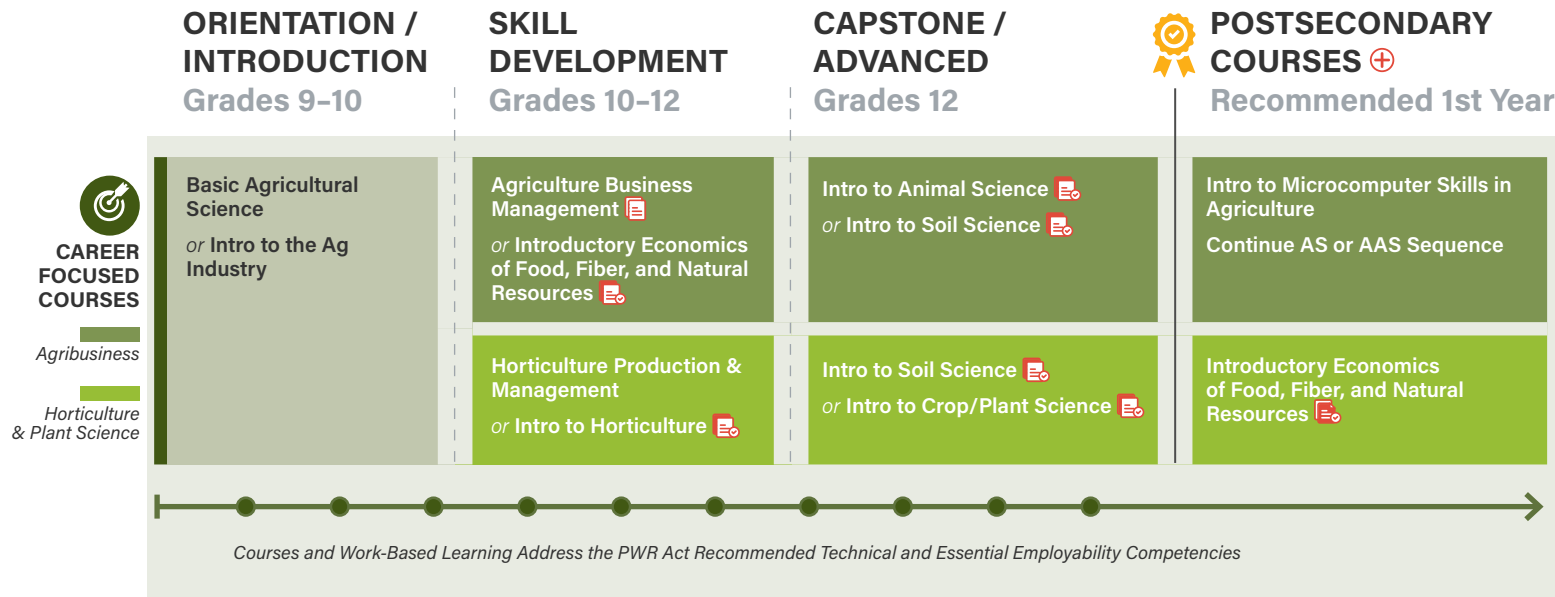 ORIENTATION /
INTRODUCTION
Grades 9–10
SKILL
DEVELOPMENT
Grades 10–12
CAPSTONE /
ADVANCED
Grades 12
POSTSECONDARY
COURSES
Recommended 1st Year
CAREER
FOCUSED
COURSES
Agribusiness
Horticulture
& Plant Science
Basic Agricultural
Science
or Intro to the Ag
Industry
Agriculture Business
Management
or Introductory Economics
of Food, Fiber, and Natural
Resources
Intro to Animal Science
or Intro to Soil Science
Intro to Microcomputer Skills in
Agriculture
Continue AS or AAS Sequence
Horticulture Production &
Management
or Intro to Horticulture
Intro to Soil Science
or Intro to Crop/Plant Science
Introductory Economics
of Food, Fiber, and Natural
Resources
Courses and Work-Based Learning Address the PWR Act Recommended Technical and Essential Employability Competencies